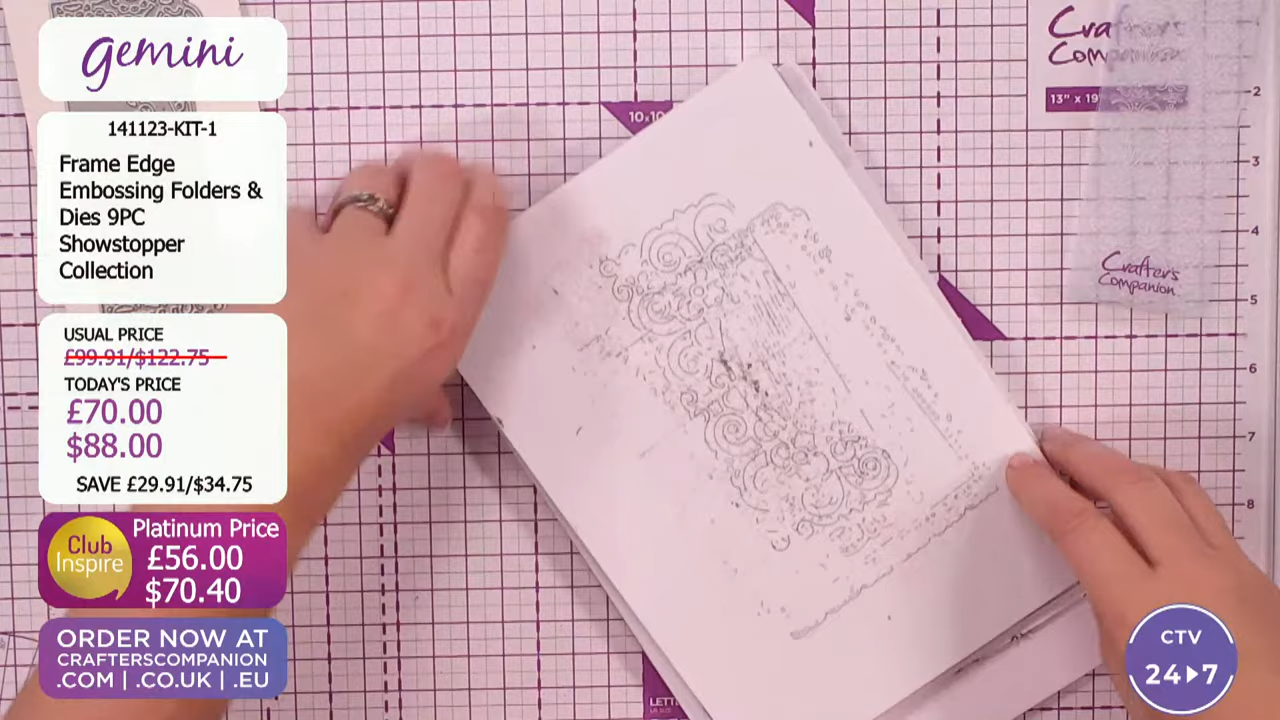 gemini
141123-KIT-1
Frame Edge
Embossing Folders &
Dies 9PC
Showstopper
Collection
USUAL PRICE
£99.91/$122.75
TODAY'S PRICE
£70.00
$88.00
SAVE £29.91/$34.75
Club
Inspire
Platinum Price
£56.00
$70.40
ORDER NOW AT
CRAFTERSCOMPANION
.COM | .CO.UK | .EU
10x10
Crafter's
Companion
13" x 19"
2
3
4
5
6
7
8
Crafter's
Companion
CTV
24▶7